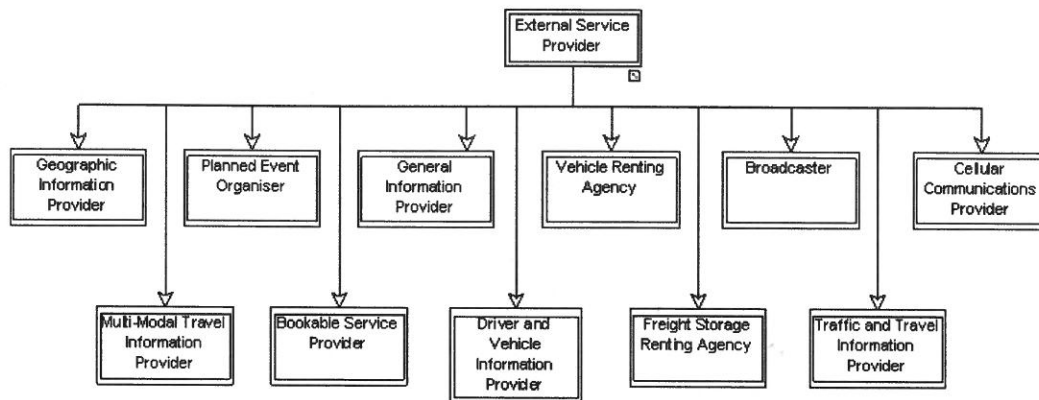 External Service
Provider
Geographic
Information
Provider
Planned Event
Organiser
General
Information
Provider
Vehicle Renting
Agency
Broadcaster
Cellular
Communications
Provider
Multi-Modal Travel
Information
Provider
Bookable Service
Provider
Driver and
Vehicle
Information
Provider
Freight Storage
Renting Agency
Traffic and Travel
Information
Provider